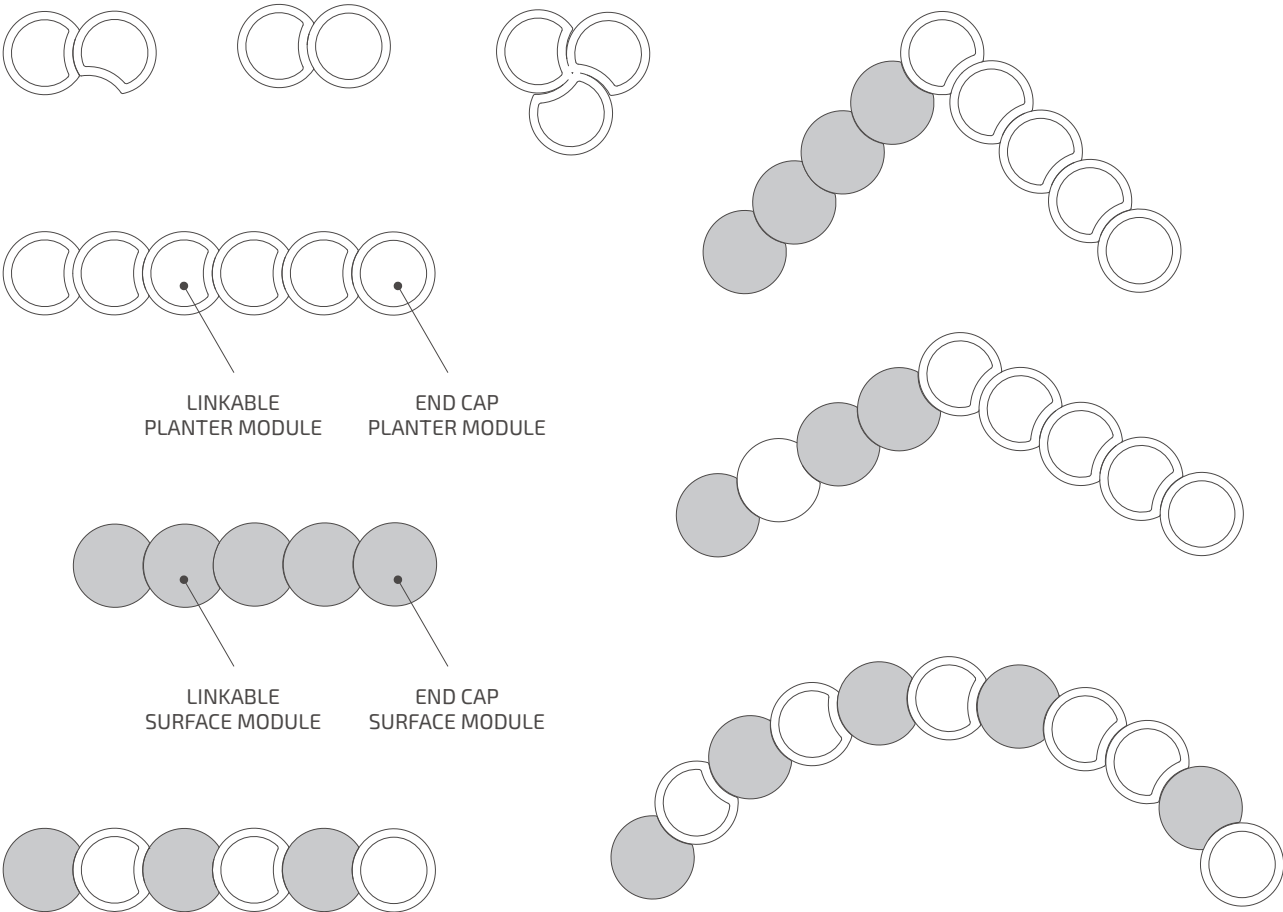 LINKABLE
PLANTER MODULE
END CAP
PLANTER MODULE
LINKABLE
SURFACE MODULE
END CAP
SURFACE MODULE